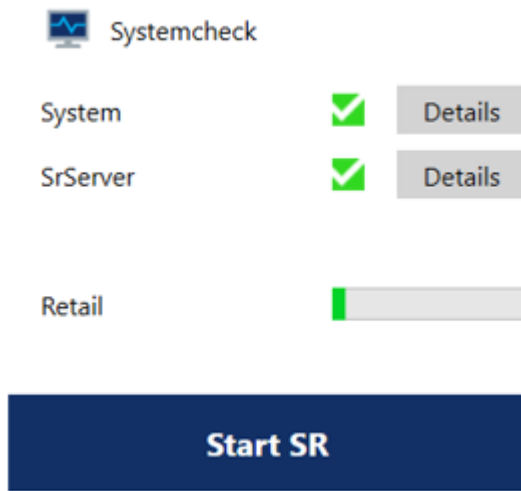 Systemcheck
System Details
SrServer Details
Retail
Start SR